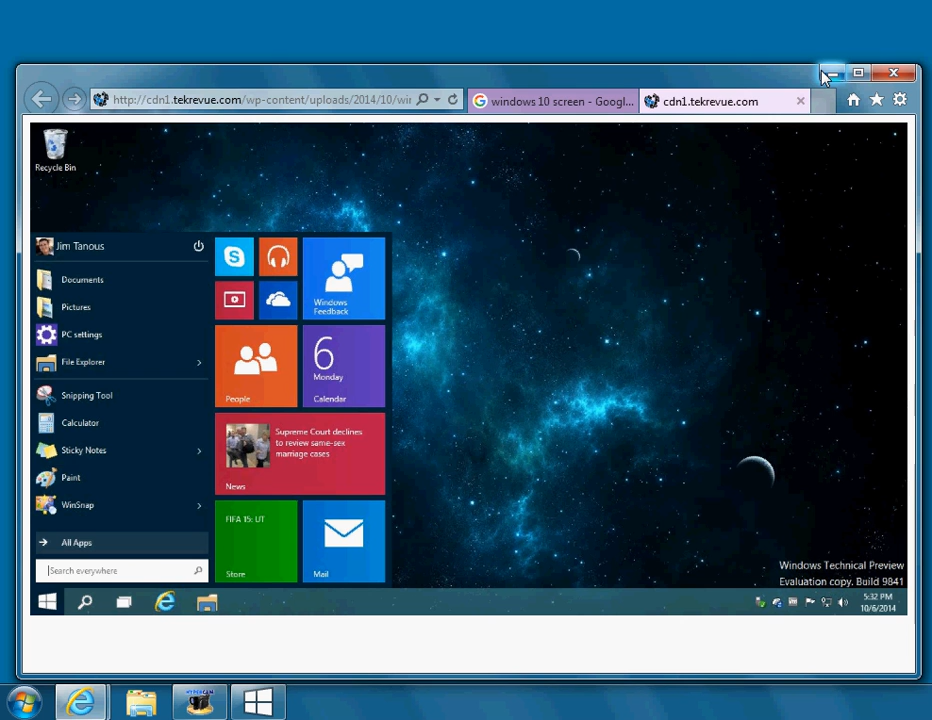 http://cdn1.tekrevue.com/wp-content/uploads/2014/10/wir
windows 10 screen - Googl...
cdn1.tekrevue.com
Recycle Bin
Jim Tanous
Documents
Pictures
PC settings
File Explorer
Snipping Tool
Calculator
Sticky Notes
Paint
WinSnap
All Apps
Search everywhere
Windows
Feedback
People
6
Monday
Calendar
Supreme Court declines
to review same-sex
marriage cases
News
FIFA 15: UT
Store
Mail
Windows Technical Preview
Evaluation copy. Build 9841
5:32 PM
10/6/2014
HYPERCAM